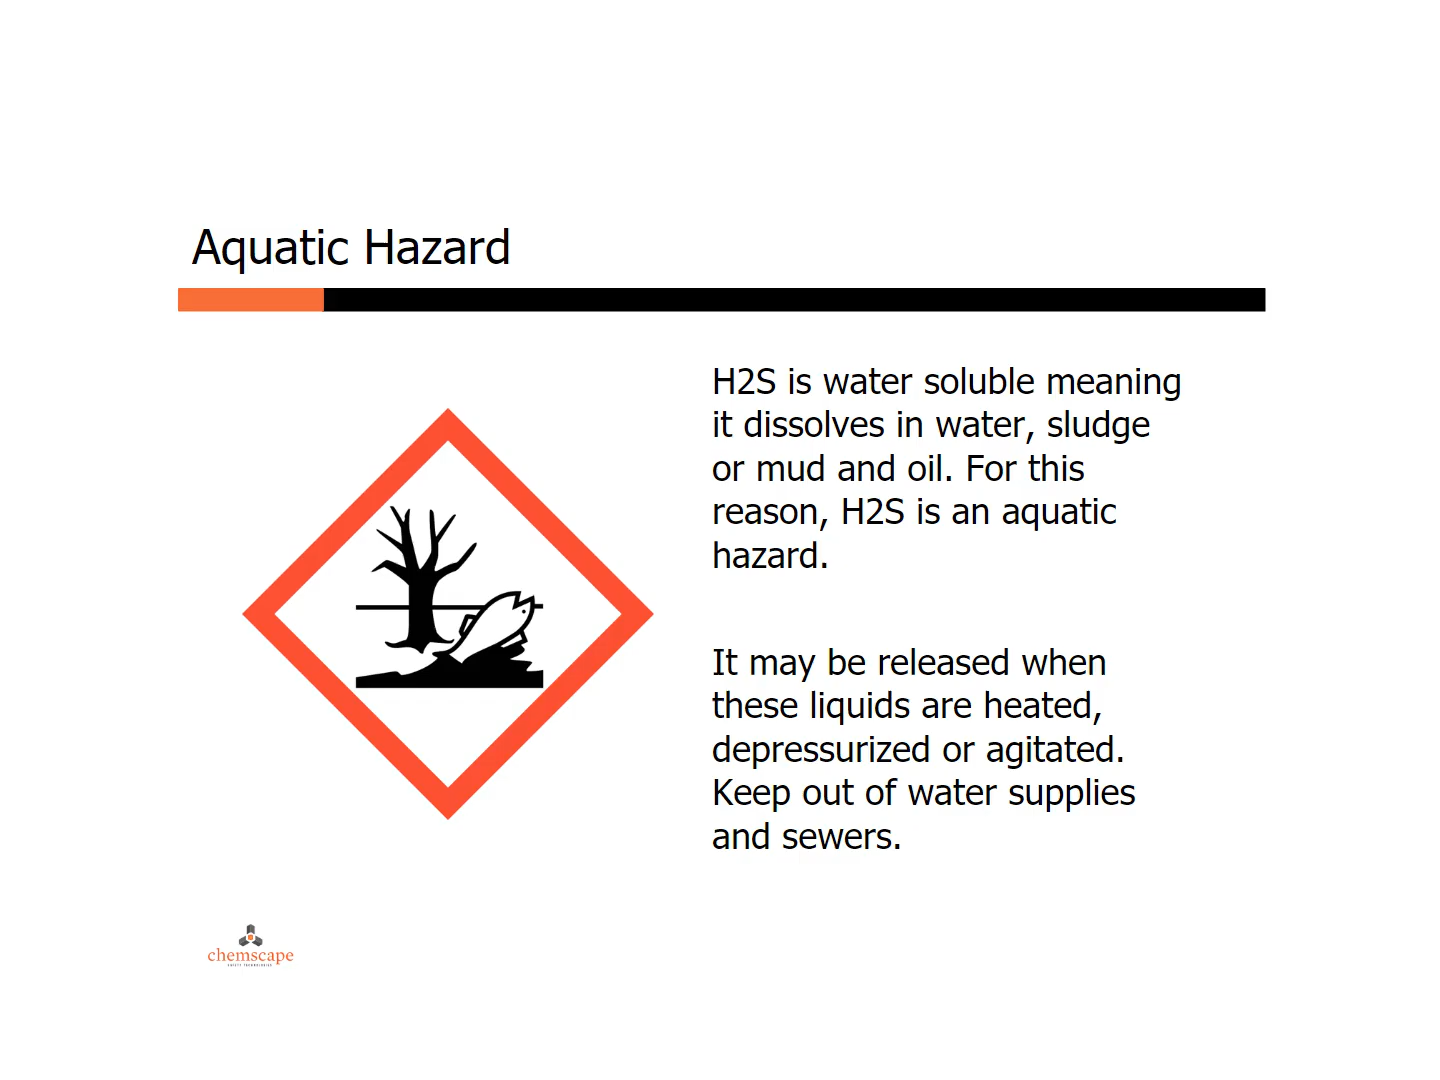 Aquatic Hazard
H2S is water soluble meaning
it dissolves in water, sludge
or mud and oil. For this
reason, H2S is an aquatic
hazard.
It may be released when
these liquids are heated,
depressurized or agitated.
Keep out of water supplies
and sewers.
chemscape
SAFETY TECHNOLOGIES